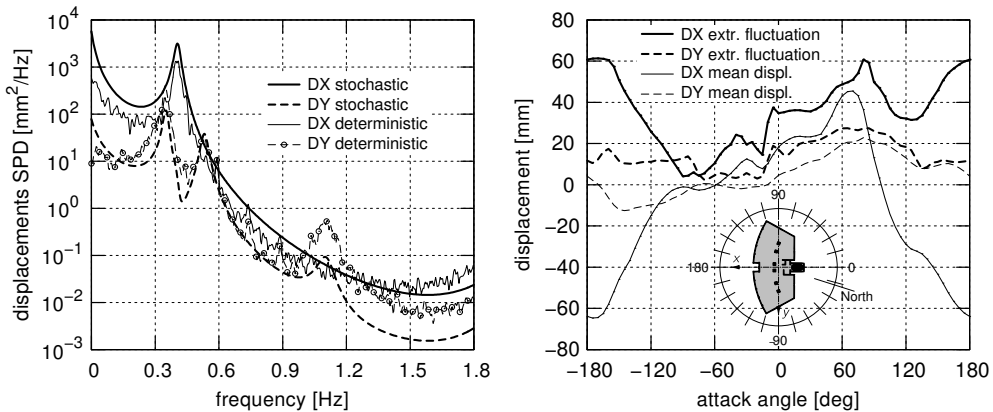 displacements SPD [mm²/Hz]
10⁴
10³
10²
10¹
10⁰
10⁻¹
10⁻²
10⁻³
DX stochastic
DY stochastic
DX deterministic
DY deterministic
0 0.3 0.6 0.9 1.2 1.5 1.8
frequency [Hz]
displacement [mm]
80
60
40
20
0
−20
−40
−60
−80
DX extr. fluctuation
DY extr. fluctuation
DX mean displ.
DY mean displ.
90
-180
x
0
North
y
-90
−180 −120 −60 0 60 120 180
attack angle [deg]